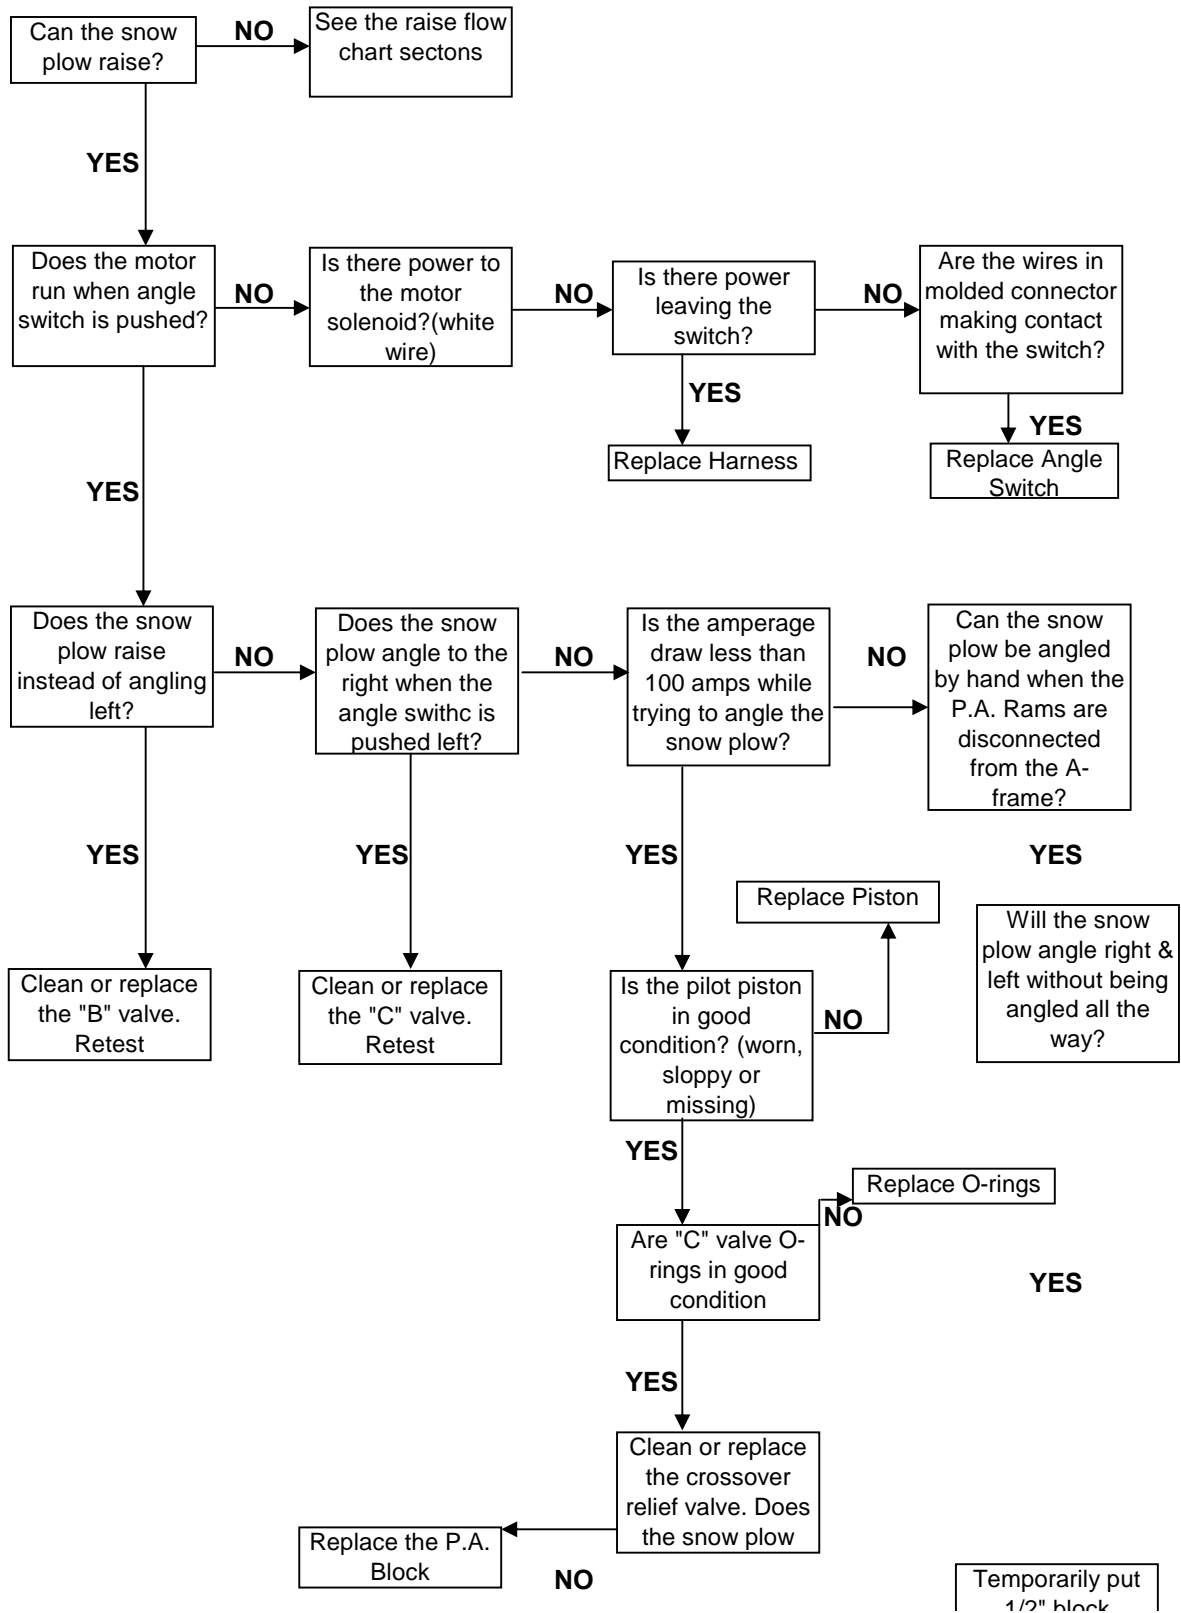 Can the snow
plow raise?
NO
See the raise flow
chart sectons
YES
Does the motor
run when angle
switch is pushed?
NO
Is there power to
the motor
solenoid?(white
wire)
NO
Is there power
leaving the
switch?
NO
Are the wires in
molded connector
making contact
with the switch?
YES
Replace Harness
YES
Replace Angle
Switch
YES
Does the snow
plow raise
instead of angling
left?
NO
Does the snow
plow angle to the
right when the
angle swithc is
pushed left?
NO
Is the amperage
draw less than
100 amps while
trying to angle the
snow plow?
NO
Can the snow
plow be angled
by hand when the
P.A. Rams are
disconnected
from the A-
frame?
YES
YES
YES
YES
Clean or replace
the "B" valve.
Retest
Clean or replace
the "C" valve.
Retest
Is the pilot piston
in good
condition? (worn,
sloppy or
missing)
NO
Replace Piston
Will the snow
plow angle right &
left without being
angled all the
way?
YES
Are "C" valve O-
rings in good
condition
NO
Replace O-rings
YES
YES
Clean or replace
the crossover
relief valve. Does
the snow plow
NO
Replace the P.A.
Block
Temporarily put
1/2" block